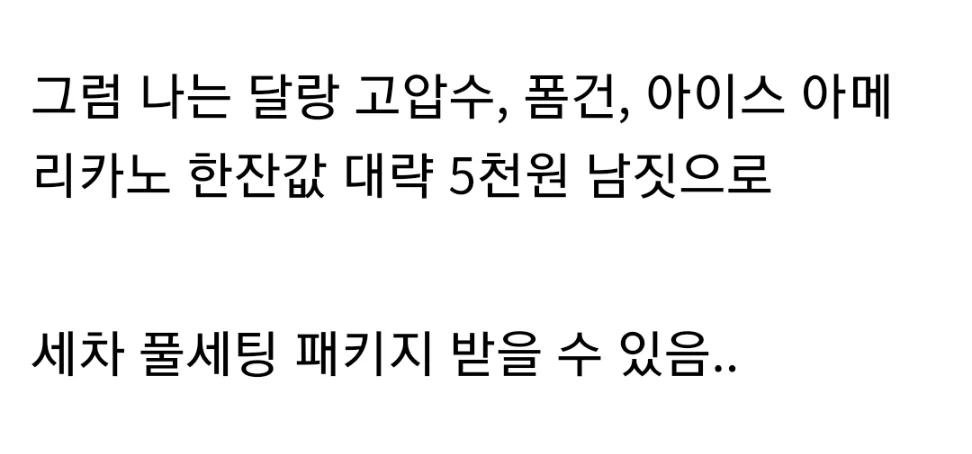 그럼 나는 달랑 고압수, 폼건, 아이스 아메
리카노 한잔값 대략 5천원 남짓으로
세차 풀세팅 패키지 받을 수 있음..